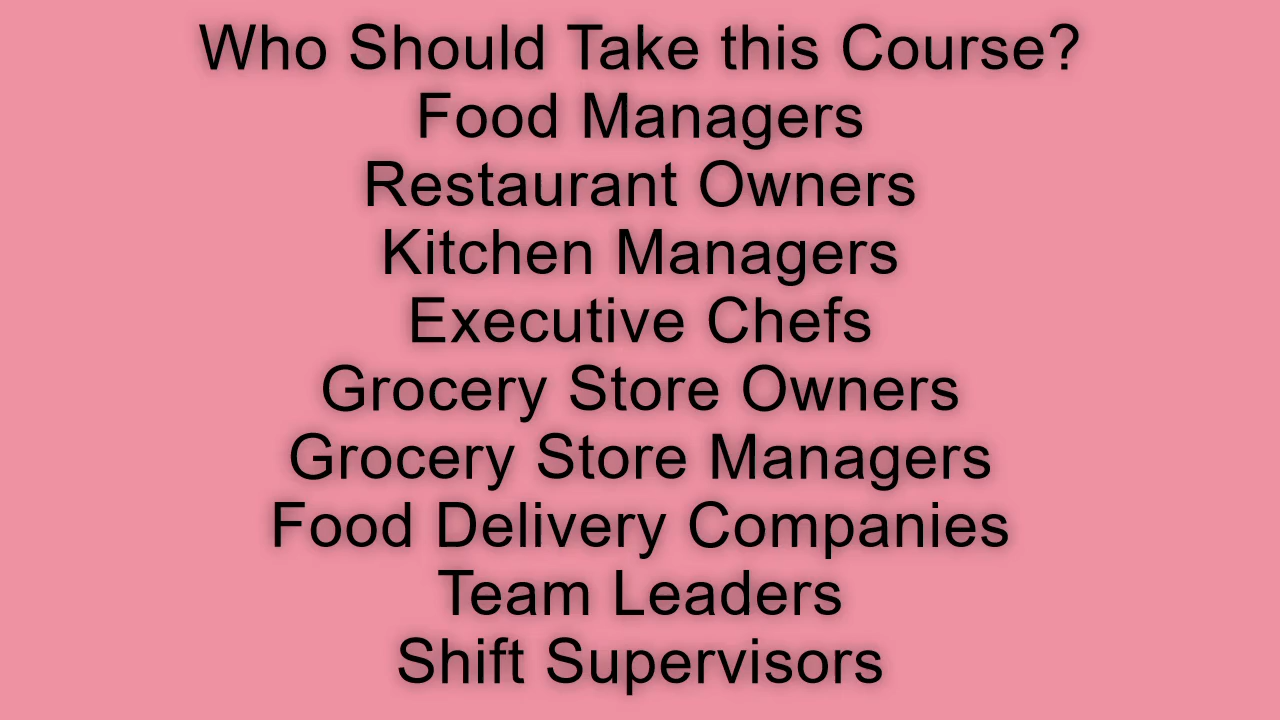 Who Should Take this Course?
Food Managers
Restaurant Owners
Kitchen Managers
Executive Chefs
Grocery Store Owners
Grocery Store Managers
Food Delivery Companies
Team Leaders
Shift Supervisors